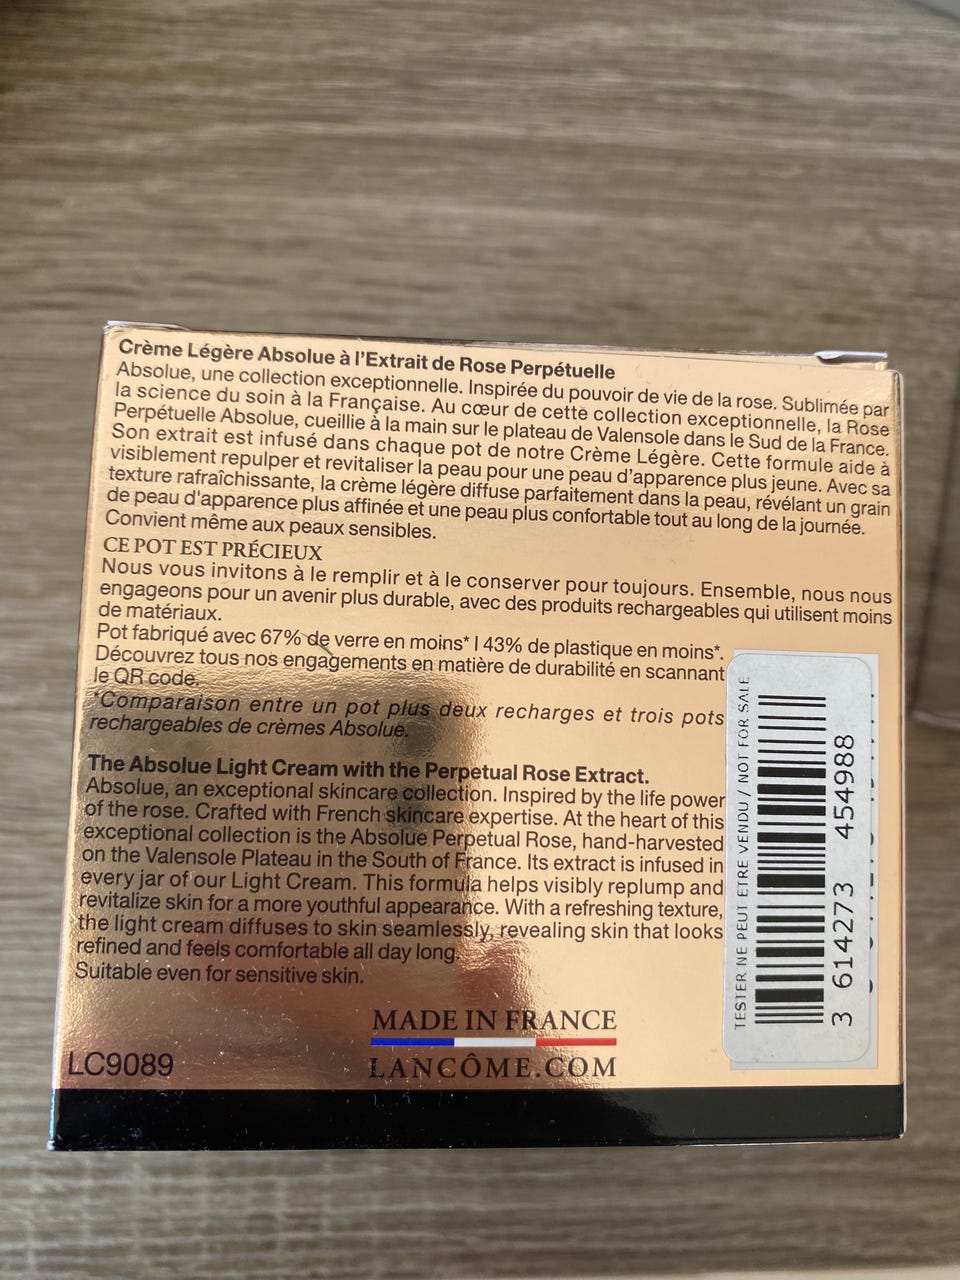 Crème Légère Absolue à l'Extrait de Rose Perpétuelle
Absolue, une collection exceptionnelle. Inspirée du pouvoir de vie de la rose. Sublimée par
la science du soin à la Française. Au cœur de cette collection exceptionnelle, la Rose
Perpétuelle Absolue, cueillie à la main sur le plateau de Valensole dans le Sud de la France.
Son extrait est infusé dans chaque pot de notre Crème Légère. Cette formule aide à
visiblement repulper et revitaliser la peau pour une peau d'apparence plus jeune. Avec sa
texture rafraîchissante, la crème légère diffuse parfaitement dans la peau, révélant un grain
de peau d'apparence plus affinée et une peau plus confortable tout au long de la journée.
Convient même aux peaux sensibles.
CE POT EST PRÉCIEUX
Nous vous invitons à le remplir et à le conserver pour toujours. Ensemble, nous nous
engageons pour un avenir plus durable, avec des produits rechargeables qui utilisent moins
de matériaux.
Pot fabriqué avec 67% de verre en moins* I 43% de plastique en moins*.
Découvrez tous nos engagements en matière de durabilité en scannant
le QR code.
*Comparaison entre un pot plus deux recharges et trois pots
rechargeables de crèmes Absolue.
The Absolue Light Cream with the Perpetual Rose Extract.
Absolue, an exceptional skincare collection. Inspired by the life power
of the rose. Crafted with French skincare expertise. At the heart of this
exceptional collection is the Absolue Perpetual Rose, hand-harvested
on the Valensole Plateau in the South of France. Its extract is infused in
every jar of our Light Cream. This formula helps visibly replump and
revitalize skin for a more youthful appearance. With a refreshing texture,
the light cream diffuses to skin seamlessly, revealing skin that looks
refined and feels comfortable all day long.
Suitable even for sensitive skin.
MADE IN FRANCE
LANCÔME.COM
LC9089
TESTER NE PEUT ETRE VENDU / NOT FOR SALE
3 614273 454988